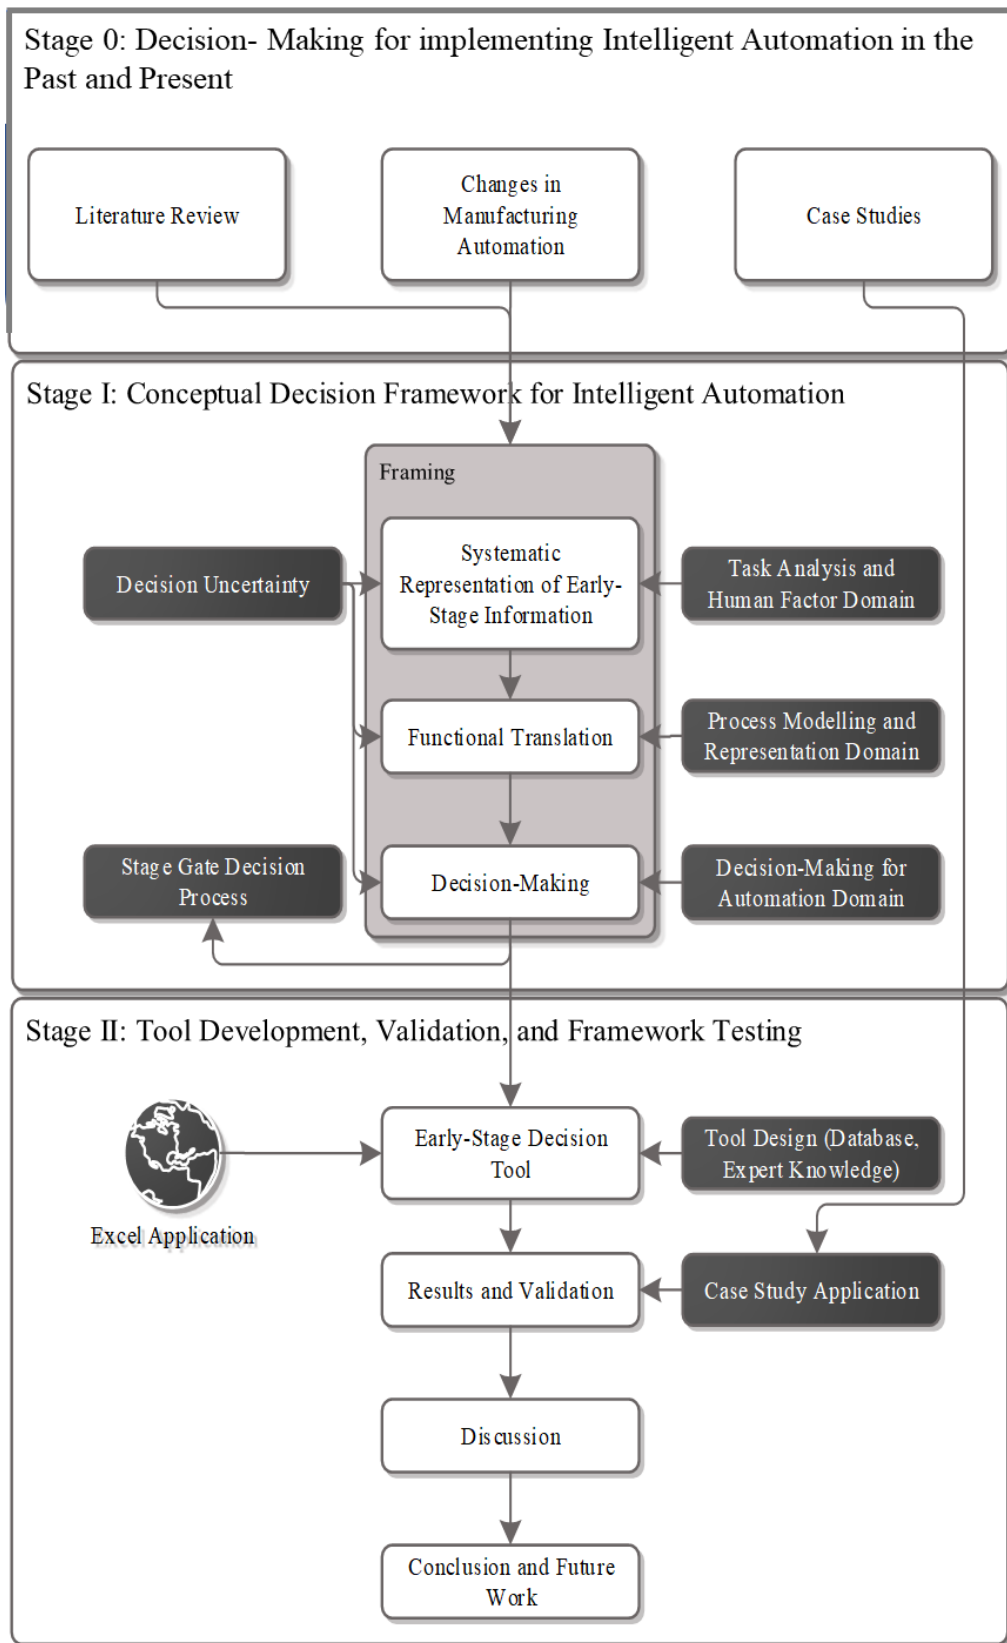 Stage 0: Decision- Making for implementing Intelligent Automation in the
Past and Present
Literature Review
Changes in
Manufacturing
Automation
Case Studies
Stage I: Conceptual Decision Framework for Intelligent Automation
Framing
Decision Uncertainty
Systematic
Representation of Early-
Stage Information
Task Analysis and
Human Factor Domain
Functional Translation
Process Modelling and
Representation Domain
Stage Gate Decision
Process
Decision-Making
Decision-Making for
Automation Domain
Stage II: Tool Development, Validation, and Framework Testing
Excel Application
Early-Stage Decision
Tool
Tool Design (Database,
Expert Knowledge)
Results and Validation
Case Study Application
Discussion
Conclusion and Future
Work